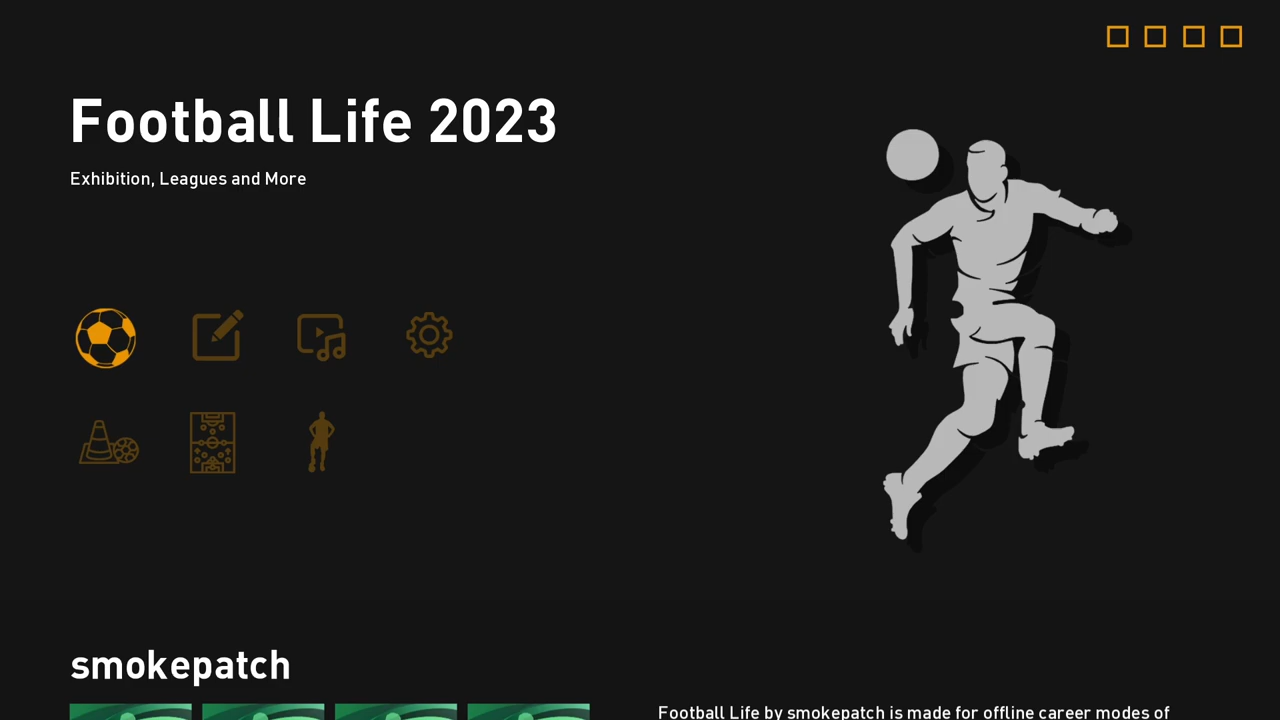 Football Life 2023
Exhibition, Leagues and More
smokepatch
Football Life by smokepatch is made for offline career modes of